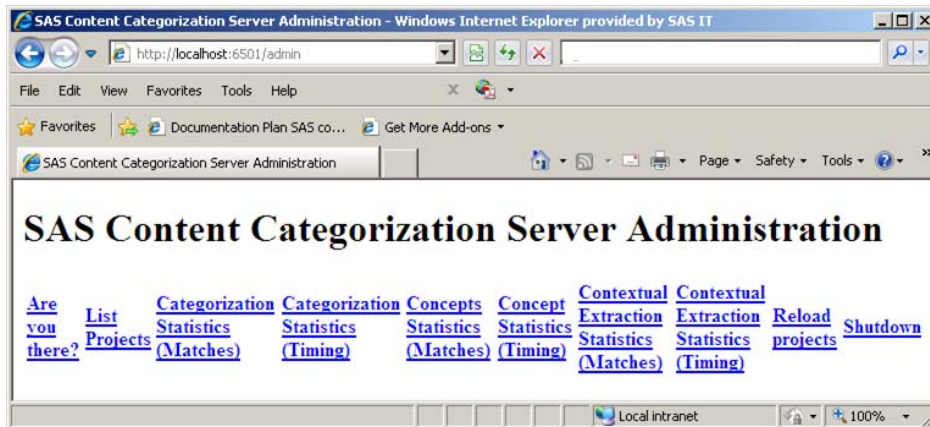 SAS Content Categorization Server Administration - Windows Internet Explorer provided by SAS IT
http://localhost:6501/admin
File Edit View Favorites Tools Help
Favorites Documentation Plan SAS co... Get More Add-ons
SAS Content Categorization Server Administration Page Safety Tools »
SAS Content Categorization Server Administration
Are you there?
List Projects
Categorization Statistics (Matches)
Categorization Statistics (Timing)
Concepts Statistics (Matches)
Concept Statistics (Timing)
Contextual Extraction Statistics (Matches)
Contextual Extraction Statistics (Timing)
Reload projects
Shutdown
Local intranet 100%